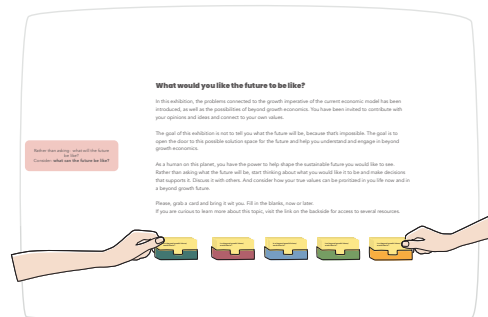 What would you like the future to be like?
In this exhibition, the problems connected to the growth imperative of the current economic model has been
introduced, as well as the possibilities of beyond growth economics. You have been invited to contribute with
your opinions and ideas and connect to your own values.
The goal of this exhibition is not to tell you what the future will be, because that's impossible. The goal is to
open the door to this possible solution space for the future and help you understand and engage in beyond
growth economics.
Rather than asking - what will the future
be like?
Consider: what can the future be like?
As a human on this planet, you have the power to help shape the sustainable future you would like to see.
Rather than asking what the future will be, start thinking about what you would like it to be and make decisions
that supports it. Discuss it with others. And consider how your true values can be prioritized in you life now and in
a beyond growth future.
Please, grab a card and bring it wit you. Fill in the blanks, now or later.
If you are curious to learn more about this topic, visit the link on the backside for access to several resources.